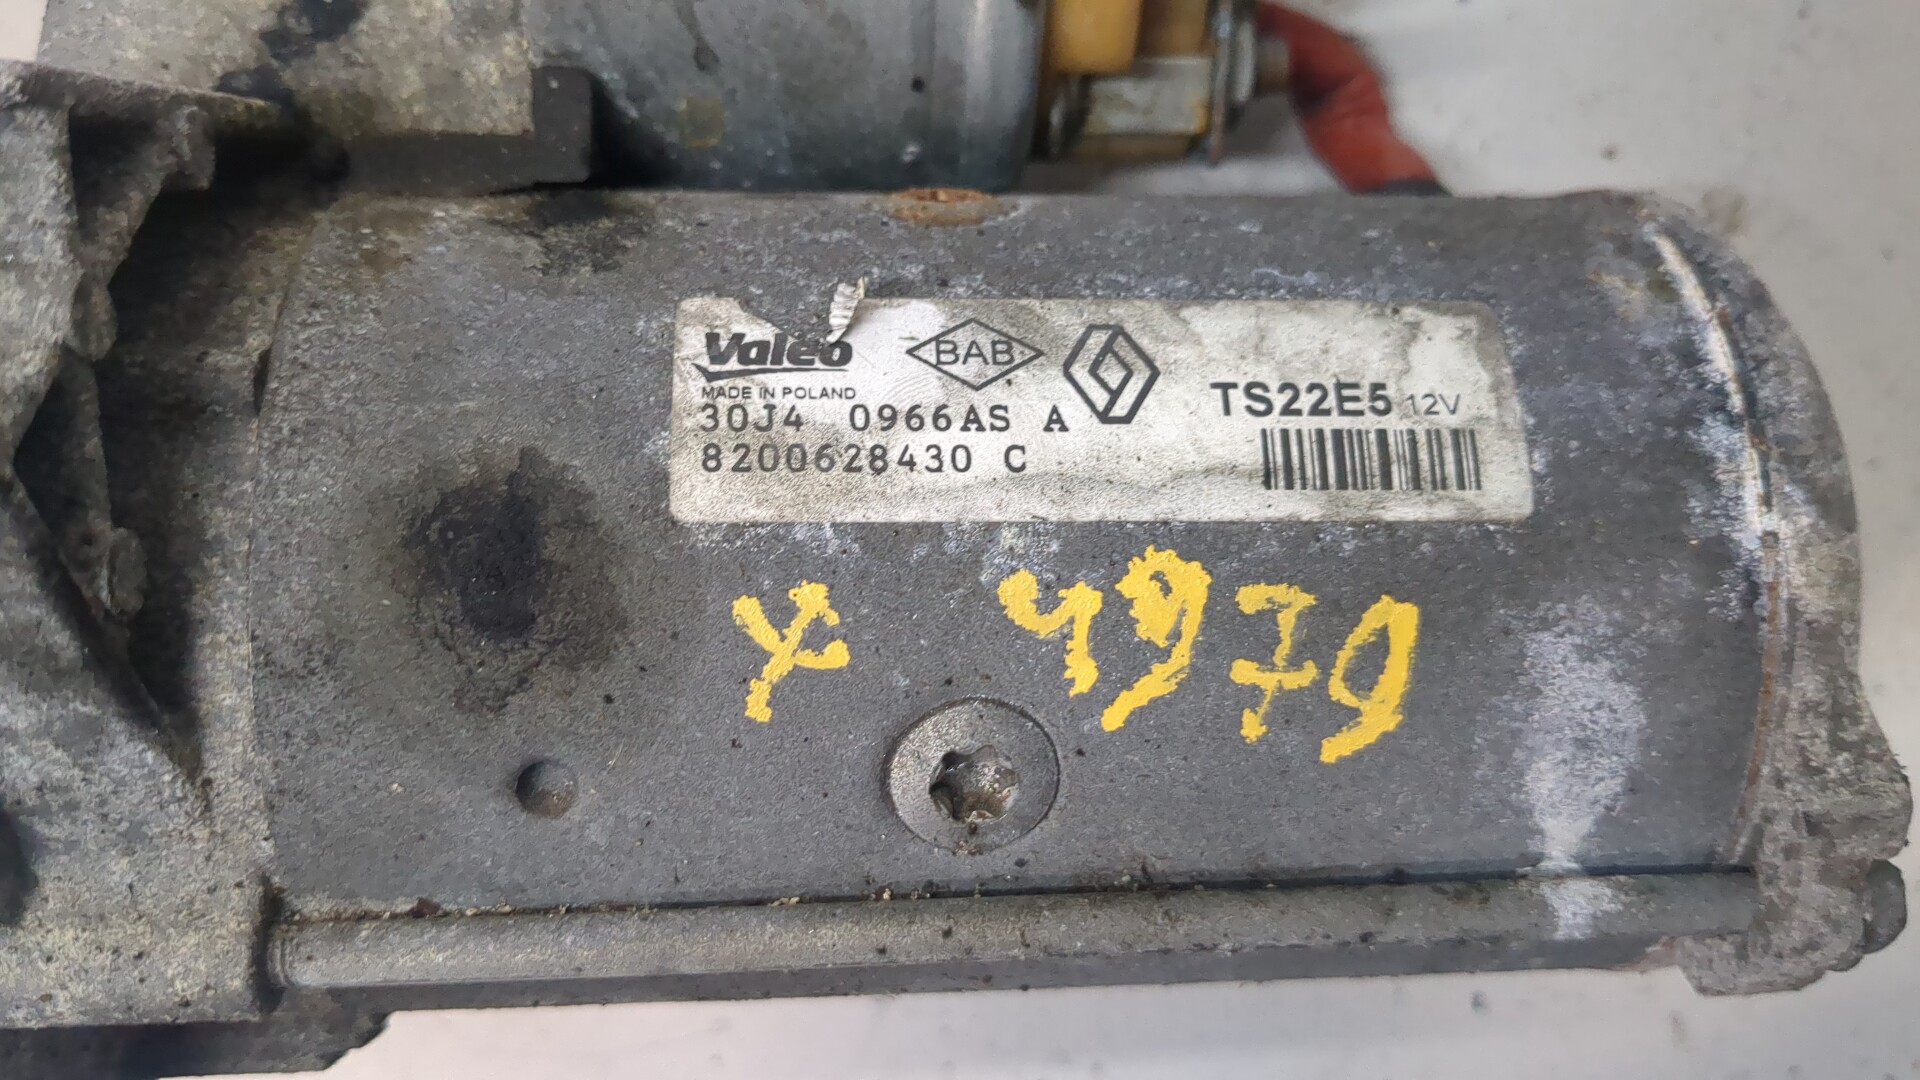 Valeo BAB
MADE IN POLAND
30J4 0966AS A
8200628430 C
TS22E5 12V